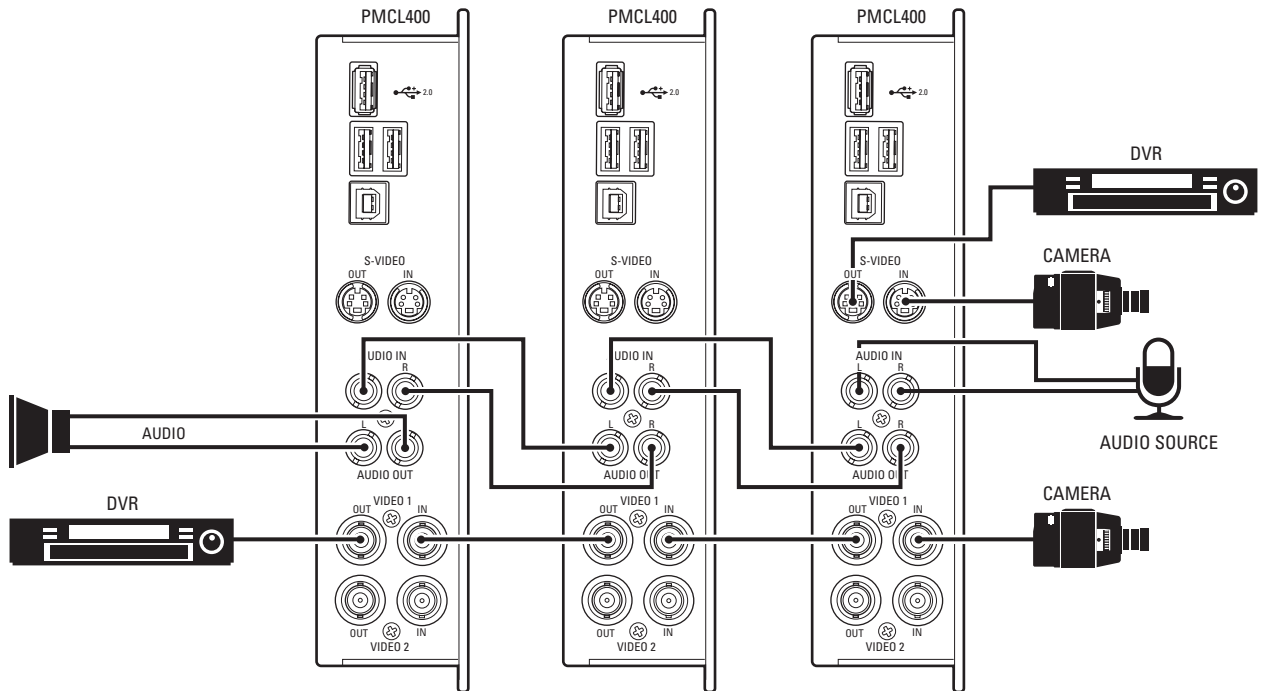 PMCL400
PMCL400
PMCL400
2.0
2.0
2.0
DVR
S-VIDEO
OUT IN
S-VIDEO
OUT IN
S-VIDEO
OUT IN
CAMERA
UDIO IN
R
UDIO IN
R
AUDIO IN
L R
AUDIO
L
AUDIO OUT
L R
AUDIO OUT
L R
AUDIO OUT
AUDIO SOURCE
DVR
VIDEO 1
OUT IN
VIDEO 1
OUT IN
VIDEO 1
OUT IN
CAMERA
OUT IN
VIDEO 2
OUT IN
VIDEO 2
OUT IN
VIDEO 2